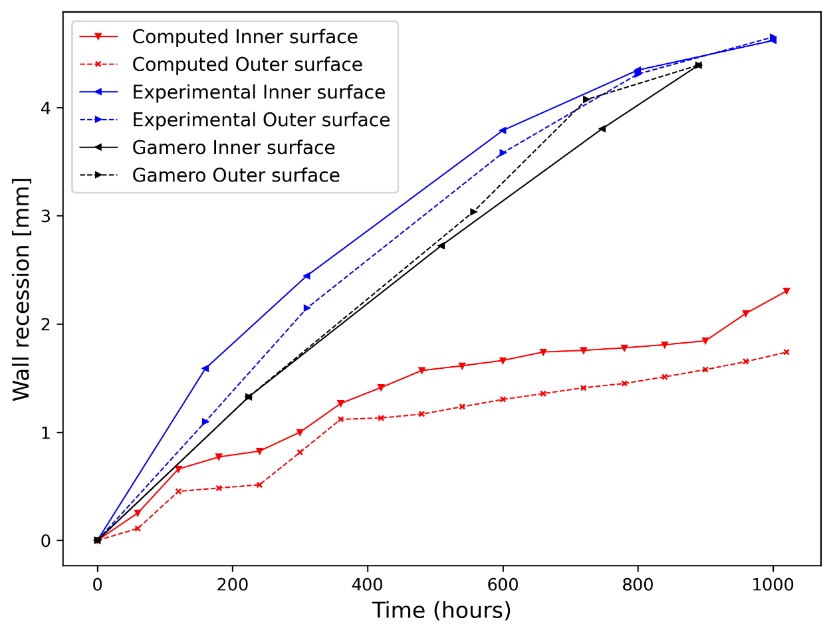 Computed Inner surface
Computed Outer surface
Experimental Inner surface
Experimental Outer surface
Gamero Inner surface
Gamero Outer surface
4
3
2
1
0
Wall recession [mm]
0 200 400 600 800 1000
Time (hours)